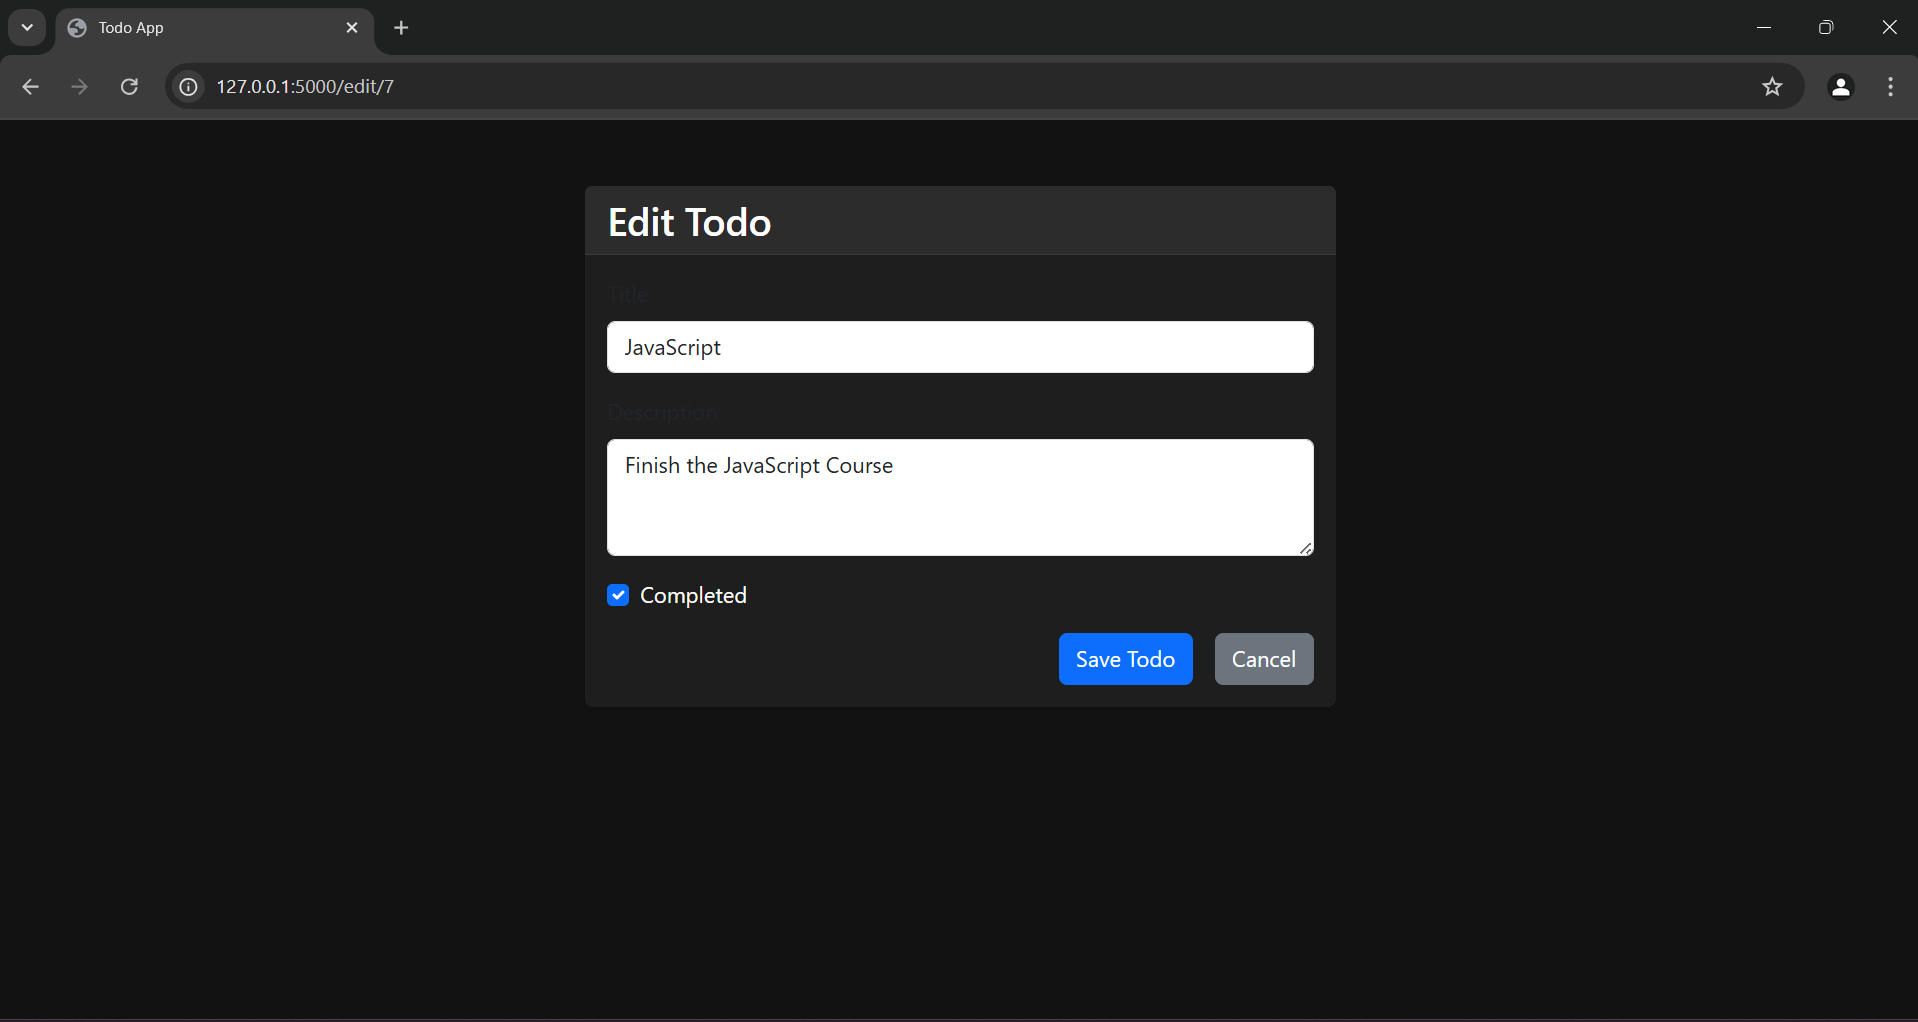 Todo App
127.0.0.1:5000/edit/7
Edit Todo
Title
JavaScript
Description
Finish the JavaScript Course
Completed
Save Todo
Cancel